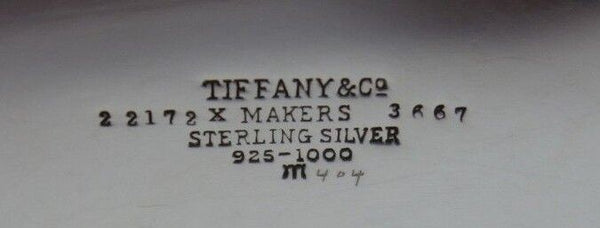 TIFFANY & Co
22172 X MAKERS 3667
STERLING SILVER
925-1000
m 404